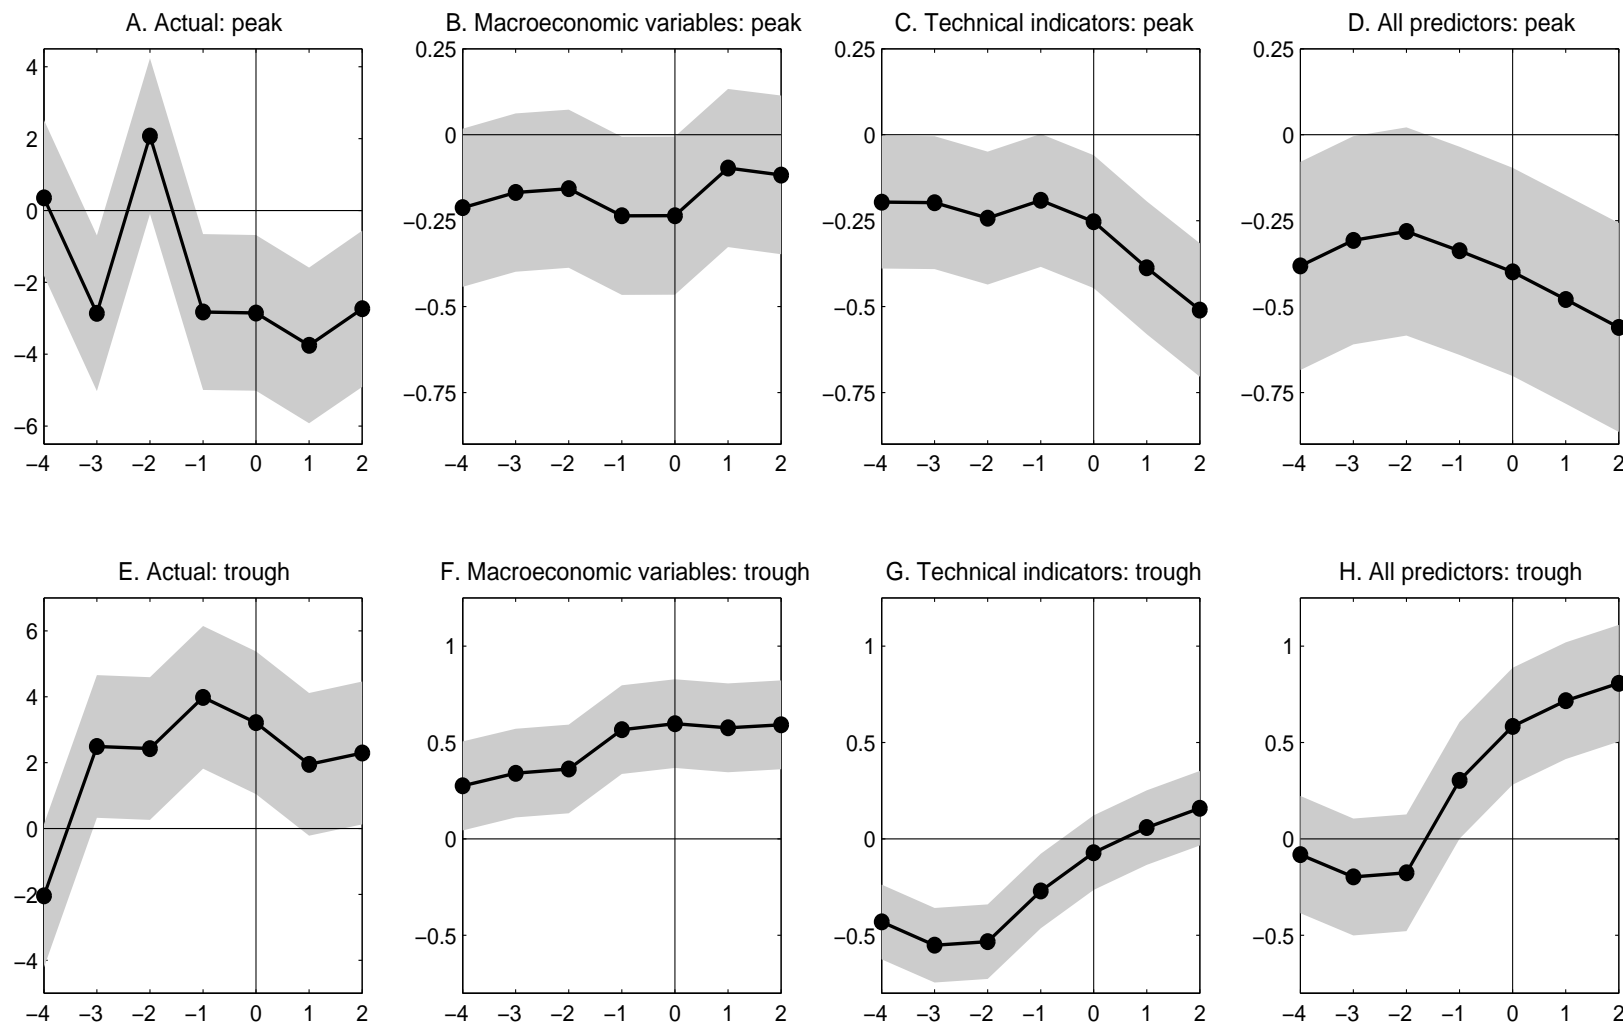 A. Actual: peak
B. Macroeconomic variables: peak
C. Technical indicators: peak
D. All predictors: peak
4
2
0
−2
−4
−6
−4 −3 −2 −1 0 1 2
0.25
0
−0.25
−0.5
−0.75
−4 −3 −2 −1 0 1 2
0.25
0
−0.25
−0.5
−0.75
−4 −3 −2 −1 0 1 2
0.25
0
−0.25
−0.5
−0.75
−4 −3 −2 −1 0 1 2
E. Actual: trough
F. Macroeconomic variables: trough
G. Technical indicators: trough
H. All predictors: trough
6
4
2
0
−2
−4
−4 −3 −2 −1 0 1 2
1
0.5
0
−0.5
−4 −3 −2 −1 0 1 2
1
0.5
0
−0.5
−4 −3 −2 −1 0 1 2
1
0.5
0
−0.5
−4 −3 −2 −1 0 1 2